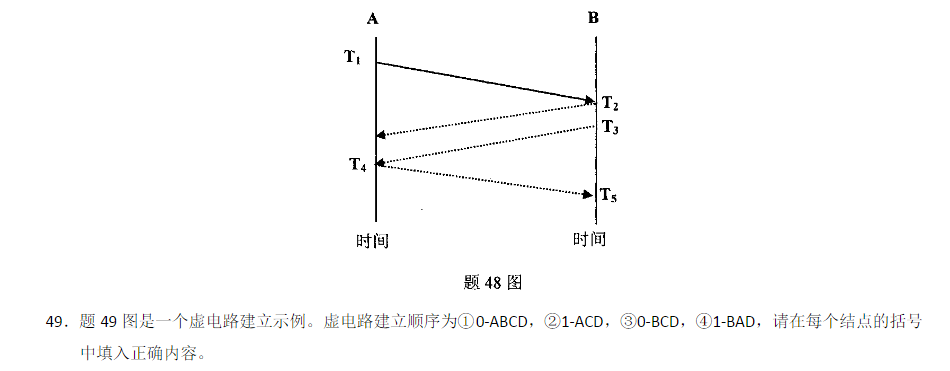 A B
T1
T2
T3
T4
T5
时间 时间
题 48 图
49．题 49 图是一个虚电路建立示例。虚电路建立顺序为①0-ABCD，②1-ACD，③0-BCD，④1-BAD，请在每个结点的括号
中填入正确内容。